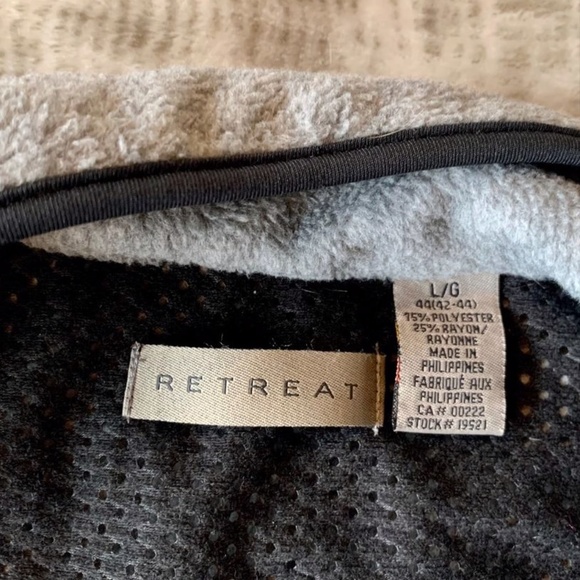 RETREAT
L/G
44(42-44)
75% POLYESTER
25% RAYON/
RAYONNE
MADE IN
PHILIPPINES
FABRIQUÉ AUX
PHILIPPINES
CA # 00222
STOCK # 19521